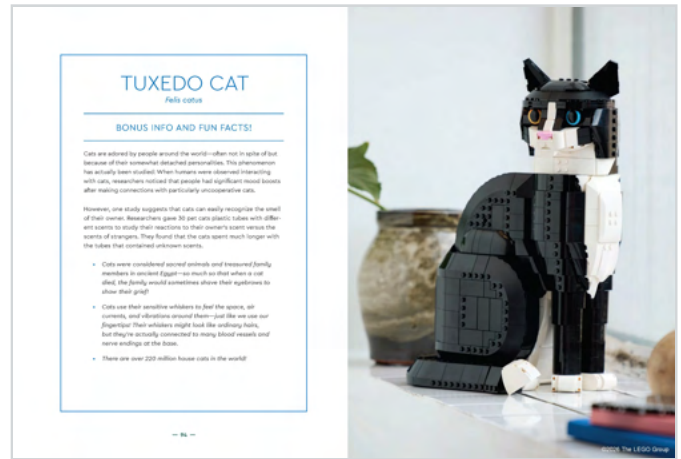 TUXEDO CAT
Felis catus
BONUS INFO AND FUN FACTS!
Cats are adored by people around the world—often not in spite of but
because of their somewhat detached personalities. This phenomenon
has actually been studied: When humans were observed interacting
with cats, researchers noticed that people had significant mood boosts
after making connections with particularly uncooperative cats.
However, one study suggests that cats can easily recognize the smell
of their owner. Researchers gave 30 pet cats plastic tubes with differ-
ent scents to study their reactions to their owner's scent versus the
scents of strangers. They found that the cats spent much longer with
the tubes that contained unknown scents.
• Cats were considered sacred animals and treasured family
members in ancient Egypt—so much so that when a cat
died, the family would sometimes shave their eyebrows to
show their grief!
• Cats use their sensitive whiskers to feel the space, air
currents, and vibrations around them—just like we use our
fingertips! Their whiskers might look like ordinary hairs,
but they're actually connected to many blood vessels and
nerve endings at the base.
• There are over 220 million house cats in the world!
©2026 The LEGO Group